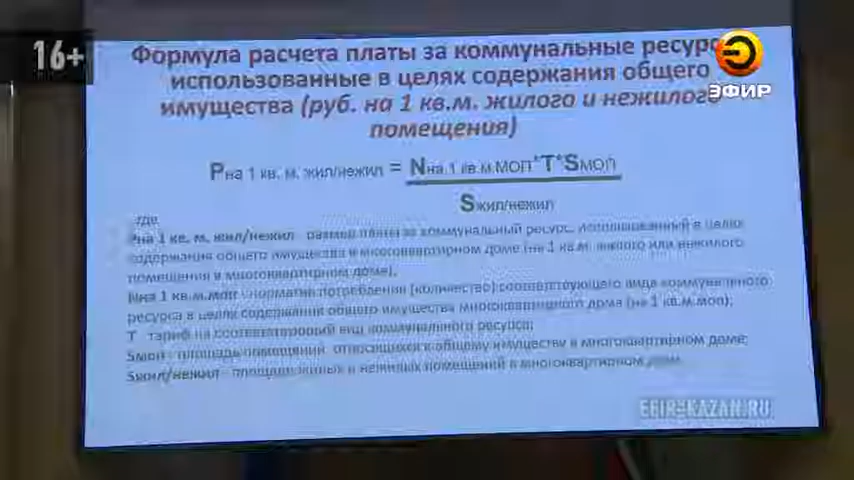 16+
Формула расчета платы за коммунальные ресурсы
использованные в целях содержания общего
имущества (руб. на 1 кв.м. жилого и нежилого
помещения)
ЭФИР
Рна 1 кв. м. жил/нежил = Nна 1 кв.м МОП*T*Sмоп
Sжил/нежил
где
Рна 1 кв. м. жил/нежил - размер платы за коммунальный ресурс, использованный в целях
содержания общего имущества в многоквартирном доме (на 1 кв.м. жилого или нежилого
помещения в многоквартирном доме),
Nна 1 кв.м.моп - норматив потребления (количество) соответствующего вида коммунального
ресурса в целях содержания общего имущества многоквартирного дома (на 1 кв.м.моп);
Т - тариф на соответствующий вид коммунального ресурса;
Sмоп - площадь помещений относящихся к общему имуществу в многоквартирном доме;
Sжил/нежил - площадь жилых и нежилых помещений в многоквартирном доме.
EFIR-KAZAN.RU